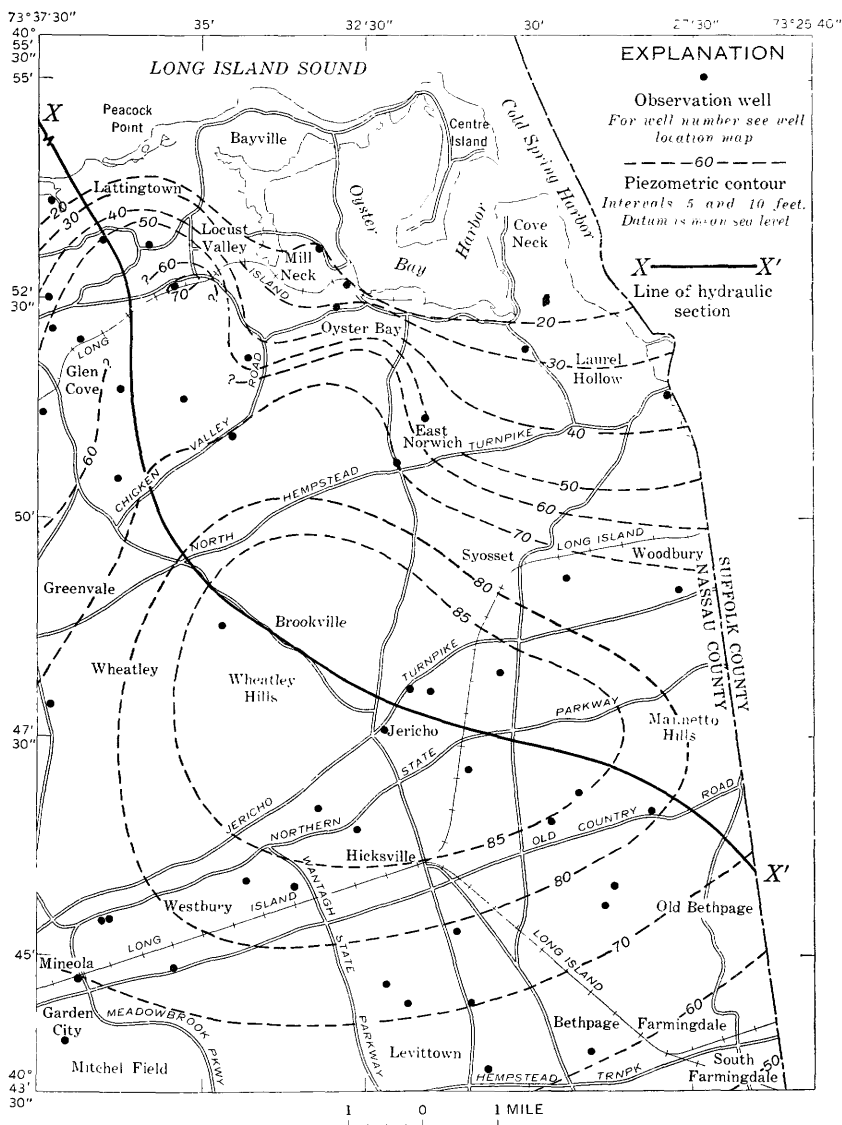 73°37'30"
35'
32'30"
30'
27'30"
73°25'40"
40°
55'
30"
55'
LONG ISLAND SOUND
EXPLANATION
Observation well
For well number see well
location map
60
Piezometric contour
Intervals 5 and 10 feet.
Datum is mean sea level
X X'
Line of hydraulic
section
X
Peacock
Point
Bayville
Centre
Island
Cold Spring Harbor
Lattingtown
20
30
40
50
Locust
Valley
Oyster
Bay
Harbor
Cove
Neck
Mill
Neck
? 60
70
?
ISLAND
52'
30"
LONG
Oyster Bay
20
30
Laurel
Hollow
Glen
Cove
?
?
ROAD
East
Norwich
TURNPIKE
40
60
CHICKEN
VALLEY
HEMPSTEAD
NORTH
50
60
70
50'
Syosset
LONG ISLAND
Woodbury
Greenvale
80
85
SUFFOLK COUNTY
NASSAU COUNTY
Brookville
Wheatley
Wheatley
Hills
TURNPIKE
PARKWAY
Mannetto
Hills
47'
30"
Jericho
STATE
JERICHO
NORTHERN
OLD
COUNTRY
ROAD
85
Hicksville
WANTAGH
STATE
PARKWAY
80
X'
Westbury
ISLAND
LONG
Old Bethpage
70
LONG ISLAND
45'
Mineola
60
Garden
City
MEADOWBROOK
PKWY
Bethpage
Farmingdale
Levittown
Mitchel Field
South
Farmingdale
50
HEMPSTEAD
TRNPK
40°
43'
30"
1 0 1 MILE